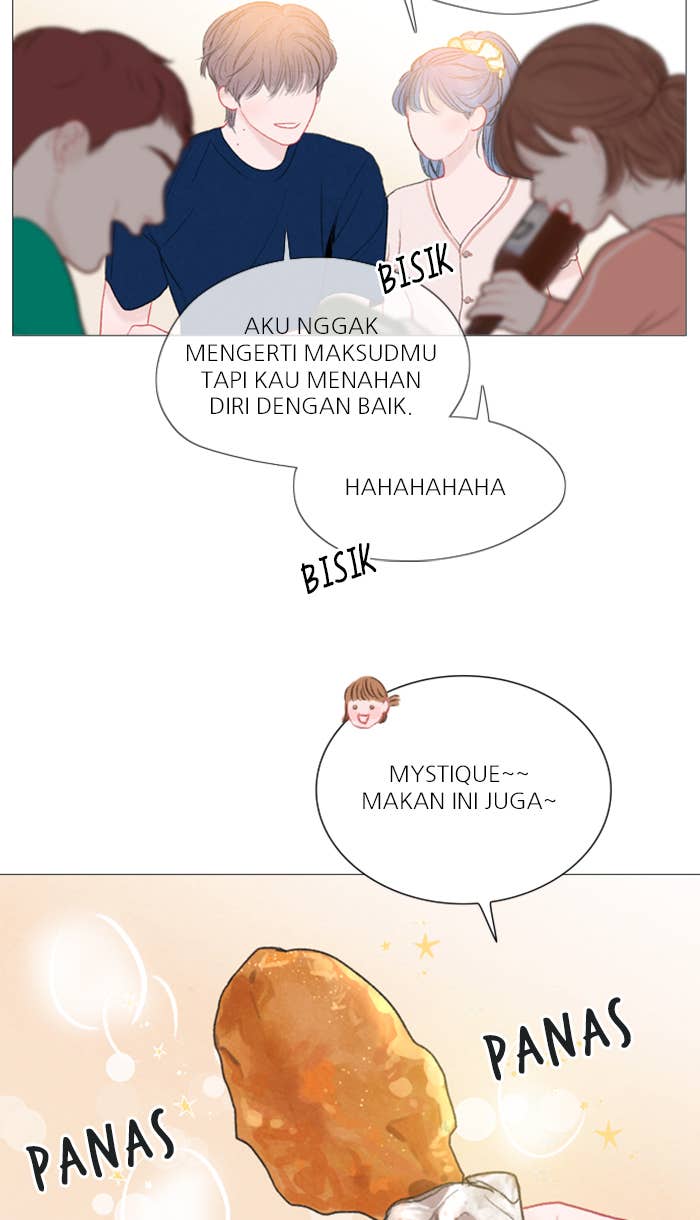 BISIK
AKU NGGAK
MENGERTI MAKSUDMU
TAPI KAU MENAHAN
DIRI DENGAN BAIK.
HAHAHAHAHA
BISIK
MYSTIQUE~~
MAKAN INI JUGA~
PANAS
PANAS